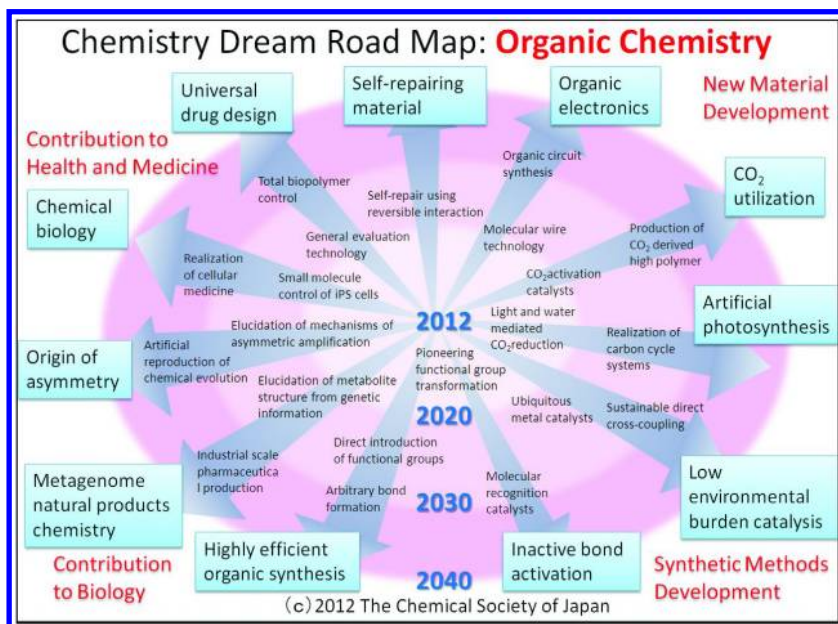 Chemistry Dream Road Map: Organic Chemistry
Universal
drug design
Self-repairing
material
Organic
electronics
New Material
Development
Contribution to
Health and Medicine
Organic circuit
synthesis
CO2
utilization
Total biopolymer
control
Self-repair using
reversible interaction
Chemical
biology
General evaluation
technology
Molecular wire
technology
Production of
CO2 derived
high polymer
Realization
of cellular
medicine
Small molecule
control of iPS cells
CO2activation
catalysts
2012
Light and water
mediated
CO2reduction
Artificial
photosynthesis
Elucidation of mechanisms of
asymmetric amplification
Realization of
carbon cycle
systems
Origin of
asymmetry
Artificial
reproduction of
chemical evolution
Pioneering
functional group
transformation
Elucidation of metabolite
structure from genetic
information
2020
Ubiquitous
metal catalysts
Sustainable direct
cross-coupling
Industrial scale
pharmaceutica
l production
Direct introduction
of functional groups
Metagenome
natural products
chemistry
Arbitrary bond
formation
2030
Molecular
recognition
catalysts
Low
environmental
burden catalysis
Contribution
to Biology
Highly efficient
organic synthesis
2040
Inactive bond
activation
Synthetic Methods
Development
(c) 2012 The Chemical Society of Japan